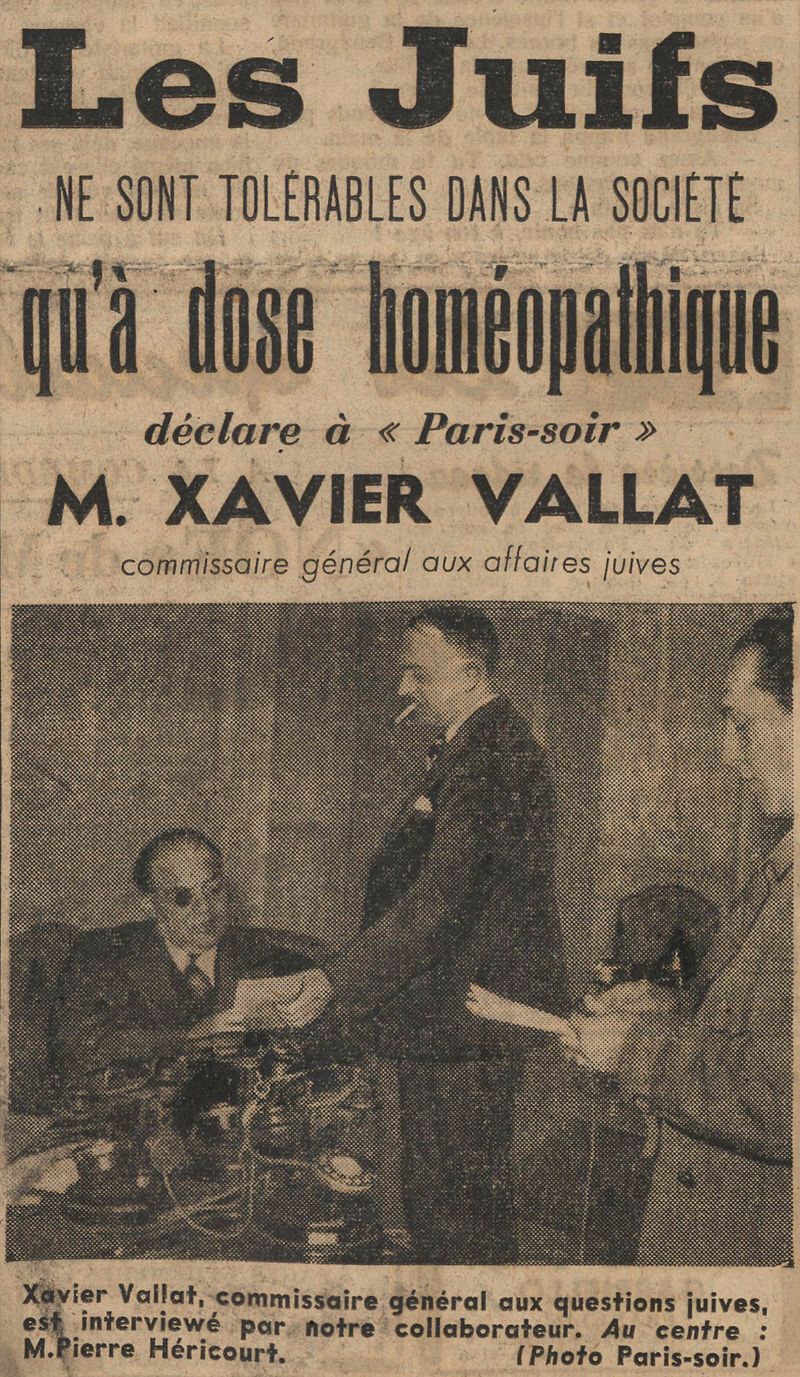 Les Juifs
NE SONT TOLÉRABLES DANS LA SOCIÉTÉ
qu'à dose homéopathique
déclare à « Paris-soir »
M. XAVIER VALLAT
commissaire général aux affaires juives
Xavier Vallat, commissaire général aux questions juives,
est interviewé par notre collaborateur. Au centre :
M.Pierre Héricourt. (Photo Paris-soir.)